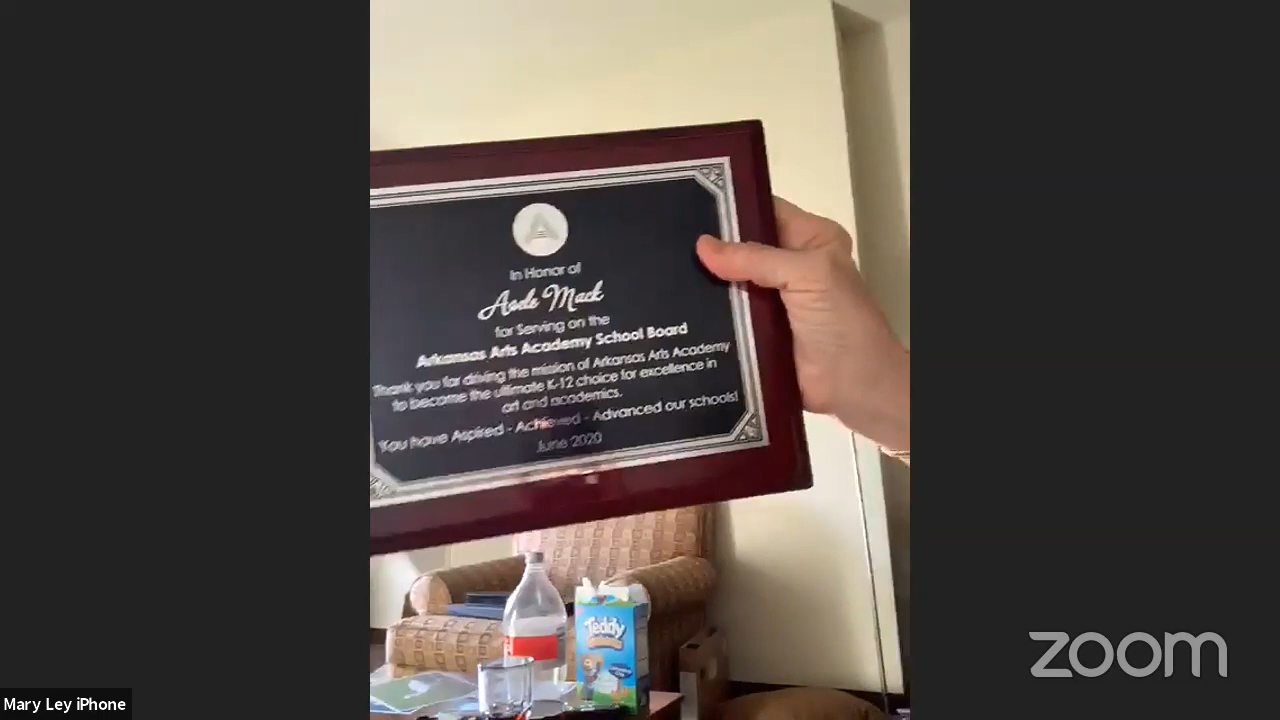 In Honor of
Mack
for Serving on the
Arkansas Arts Academy School Board
Thank you for driving the mission of Arkansas Arts Academy
to become the ultimate K-12 choice for excellence in
art and academics.
You have Aspired - Achieved - Advanced our schools!
June 2020
Teddy
zoom
Mary Ley iPhone